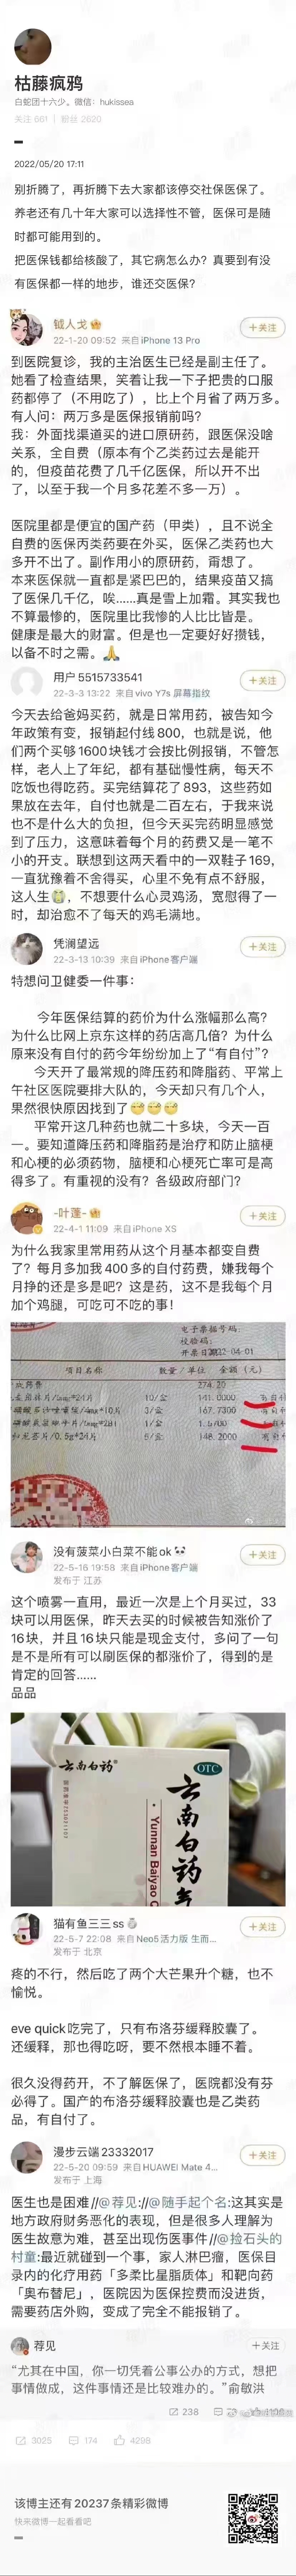 枯藤疯鸦
白蛇团十六少。微信：hukissea
关注 661 | 粉丝 2620
2022/05/20 17:11
别折腾了，再折腾下去大家都该停交社保医保了。
养老还有几十年大家可以选择性不管，医保可是随
时都可能用到的。
把医保钱都给核酸了，其它病怎么办？真要到有没
有医保都一样的地步，谁还交医保？
钺人戈
22-1-20 09:52 来自iPhone 13 Pro
+关注
到医院复诊，我的主治医生已经是副主任了。
她看了检查结果，笑着让我一下子把贵的口服
药都停了（不用吃了），比上个月省了两万多。
有人问：两万多是医保报销前吗？
我：外面找渠道买的进口原研药，跟医保没啥
关系，全自费（原本有个乙类药过去是能开
的，但疫苗花费了几千亿医保，所以开不出
了，以至于我一个月多花差不多一万）。
医院里都是便宜的国产药（甲类），且不说全
自费的医保丙类药要在外买，医保乙类药也大
多开不出了。副作用小的原研药，甭想了。
本来医保就一直都是紧巴巴的，结果疫苗又搞
了医保几千亿，唉……真是雪上加霜。其实我也
不算最惨的，医院里比我惨的人比比皆是。
健康是最大的财富。但是也一定要好好攒钱，
以备不时之需。🙏
用户5515733541
22-3-3 13:22 来自vivo Y7s 屏幕指纹
+关注
今天去给爸妈买药，就是日常用药，被告知今
年政策有变，报销起付线800，也就是说，他
们两个买够1600块钱才会按比例报销，不管怎
样，老人上了年纪，都有基础慢性病，每天不
吃饭也得吃药。买完结算花了893，这些药如
果放在去年，自付也就是二百左右，于我来说
也不是什么大的负担，但今天买完药明显感觉
到了压力，这意味着每个月的药费又是一笔不
小的开支。联想到这两天看中的一双鞋子169，
一直犹豫着不舍得买，心里不免有点不舒服，
这人生，不想要什么心灵鸡汤，宽慰得了一
时，却治愈不了每天的鸡毛满地。
凭澜望远
22-3-13 10:39 来自iPhone客户端
+关注
特想问卫健委一件事：
今年医保结算的药价为什么涨幅那么高？
为什么比网上京东这样的药店高几倍？为什么
原来没有自付的药今年纷纷加上了“有自付”？
今天开了最常规的降压药和降脂药、平常上
午社区医院要排大队的，今天却只有几个人，
果然很快原因找到了
平常开这几种药也就二十多块，今天一百
一。要知道降压药和降脂药是治疗和防止脑梗
和心梗的必须药物，脑梗和心梗死亡率可是高
得多了。有重视的没有？各级政府部门？
-叶蓬-
22-4-1 11:09 来自iPhone XS
+关注
为什么我家里常用药从这个月基本都变自费
了？每月多加我400多的自付药费，嫌我每个
月挣的还是多是吧？这是药，这不是我每个月
加个鸡腿，可吃可不吃的事！
电子票据号码：
校验码：
开票日期：2022-04-01
项目名称 数量/单位 金额(元)
274.20
10/盒 141.0000
3/盒 167.7300
1/盒 1.5700
/0.5g*24片 6/盒 148.2000
没有菠菜小白菜不能ok🐼
22-5-16 19:58 来自iPhone客户端
发布于 江苏
+关注
这个喷雾一直用，最近一次是上个月买过，33
块可以用医保，昨天去买的时候被告知涨价了
16块，并且16块只能是现金支付，多问了一句
是不是所有可以刷医保的都涨价了，得到的是
肯定的回答……
品品
云南白药
OTC
云南白药气
Yunnan Baiyao
猫有鱼三三ss
22-5-7 22:08 来自Neo5活力版 生而...
发布于 北京
+关注
疼的不行，然后吃了两个大芒果升个糖，也不
愉悦。
eve quick吃完了，只有布洛芬缓释胶囊了。
还缓释，那也得吃呀，要不然根本睡不着。
很久没得药开，不了解医保了，医院都没有芬
必得了。国产的布洛芬缓释胶囊也是乙类药
品，有自付了。
漫步云端23332017
22-5-20 09:59 来自HUAWEI Mate 4...
发布于 上海
+关注
医生也是困难//@荐见://@随手起个名:这其实是
地方政府财务恶化的表现，但是很多人理解为
医生故意为难，甚至出现伤医事件//@捡石头的
村童:最近就碰到一个事，家人淋巴瘤，医保目
录内的化疗用药「多柔比星脂质体」和靶向药
「奥布替尼」，医院因为医保控费而没进货，
需要药店外购，变成了完全不能报销了。
荐见
+关注
“尤其在中国，你一切凭着公事公办的方式，想把
事情做成，这件事情还是比较难办的。”俞敏洪
238
3025 174 4298
该博主还有20237条精彩微博
快来微博一起看看吧